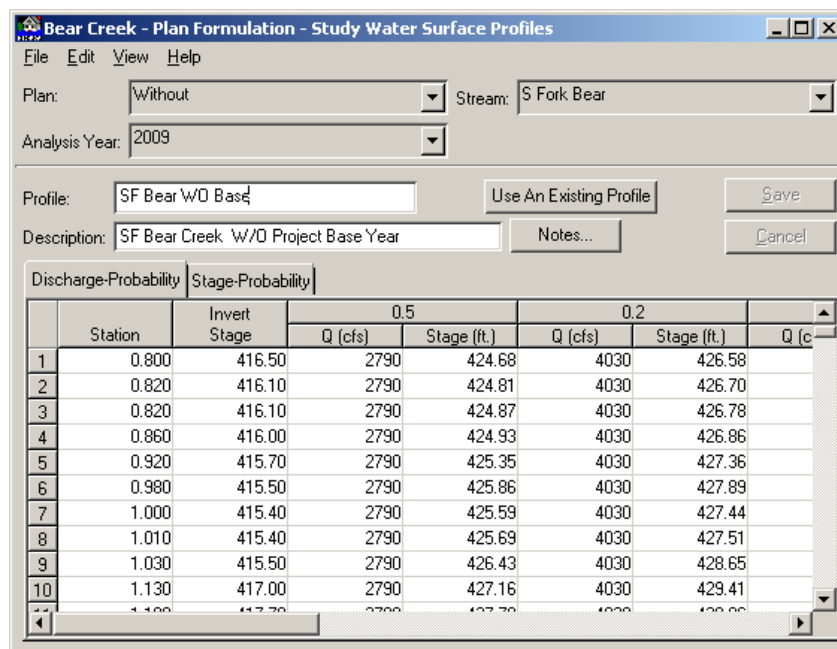 Bear Creek - Plan Formulation - Study Water Surface Profiles
File Edit View Help
Plan: Without Stream: S Fork Bear
Analysis Year: 2009
Profile: SF Bear WO Base Use An Existing Profile Save
Description: SF Bear Creek W/O Project Base Year Notes... Cancel
Discharge-Probability Stage-Probability
Station Invert Stage 0.5 0.2
Q (cfs) Stage (ft.) Q (cfs) Stage (ft.) Q (c
1 0.800 416.50 2790 424.68 4030 426.58
2 0.820 416.10 2790 424.81 4030 426.70
3 0.820 416.10 2790 424.87 4030 426.78
4 0.860 416.00 2790 424.93 4030 426.86
5 0.920 415.70 2790 425.35 4030 427.36
6 0.980 415.50 2790 425.86 4030 427.89
7 1.000 415.40 2790 425.59 4030 427.44
8 1.010 415.40 2790 425.69 4030 427.51
9 1.030 415.50 2790 426.43 4030 428.65
10 1.130 417.00 2790 427.16 4030 429.41